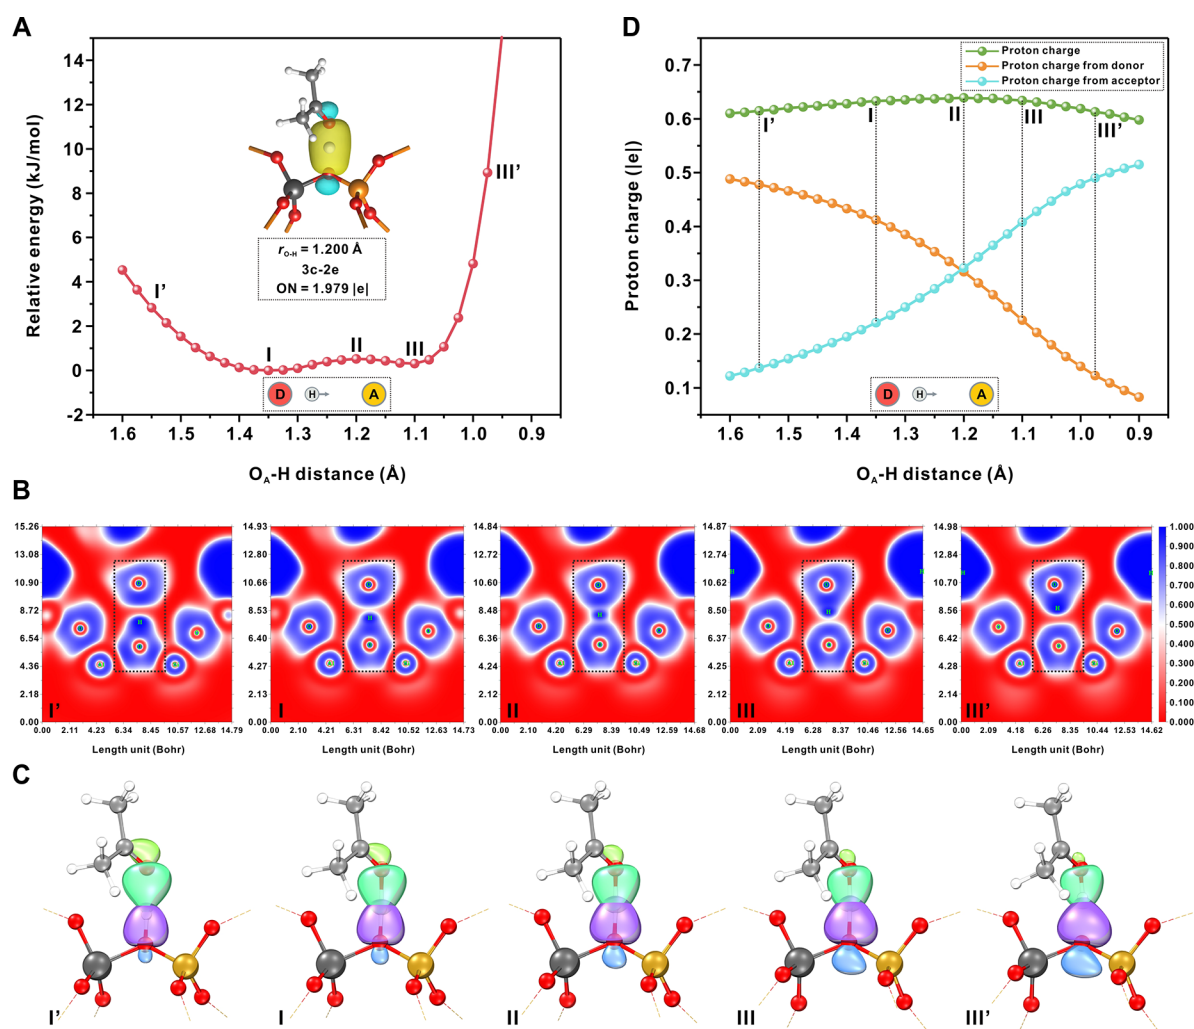 A
Relative energy (kJ/mol)
15
14
12
10
8
6
4
2
0
-2
1.6 1.5 1.4 1.3 1.2 1.1 1.0 0.9
O_A-H distance (Å)
I’
I
II
III
III’
r_O-H = 1.200 Å
3c-2e
ON = 1.979 |e|
D H A
D
Proton charge (|e|)
0.7
0.6
0.5
0.4
0.3
0.2
0.1
1.6 1.5 1.4 1.3 1.2 1.1 1.0 0.9
O_A-H distance (Å)
Proton charge
Proton charge from donor
Proton charge from acceptor
I’
I
II
III
III’
D H A
B
15.26
13.08
10.90
8.72
6.54
4.36
2.18
0.00
I’
0.00 2.11 4.23 6.34 8.45 10.57 12.68 14.79
Length unit (Bohr)
14.93
12.80
10.66
8.53
6.40
4.27
2.13
0.00
I
0.00 2.10 4.21 6.31 8.42 10.52 12.63 14.73
Length unit (Bohr)
14.84
12.72
10.60
8.48
6.36
4.24
2.12
0.00
II
0.00 2.09 4.19 6.28 8.37 10.47 12.56 14.65
Length unit (Bohr)
14.87
12.74
10.62
8.50
6.37
4.25
2.12
0.00
III
0.00 2.09 4.19 6.28 8.37 10.46 12.56 14.65
Length unit (Bohr)
14.98
12.84
10.70
8.56
6.42
4.28
2.14
0.00
III’
0.00 2.09 4.18 6.26 8.35 10.44 12.53 14.62
Length unit (Bohr)
1.000
0.900
0.800
0.700
0.600
0.500
0.400
0.300
0.200
0.100
0.000
C
I’
I
II
III
III’